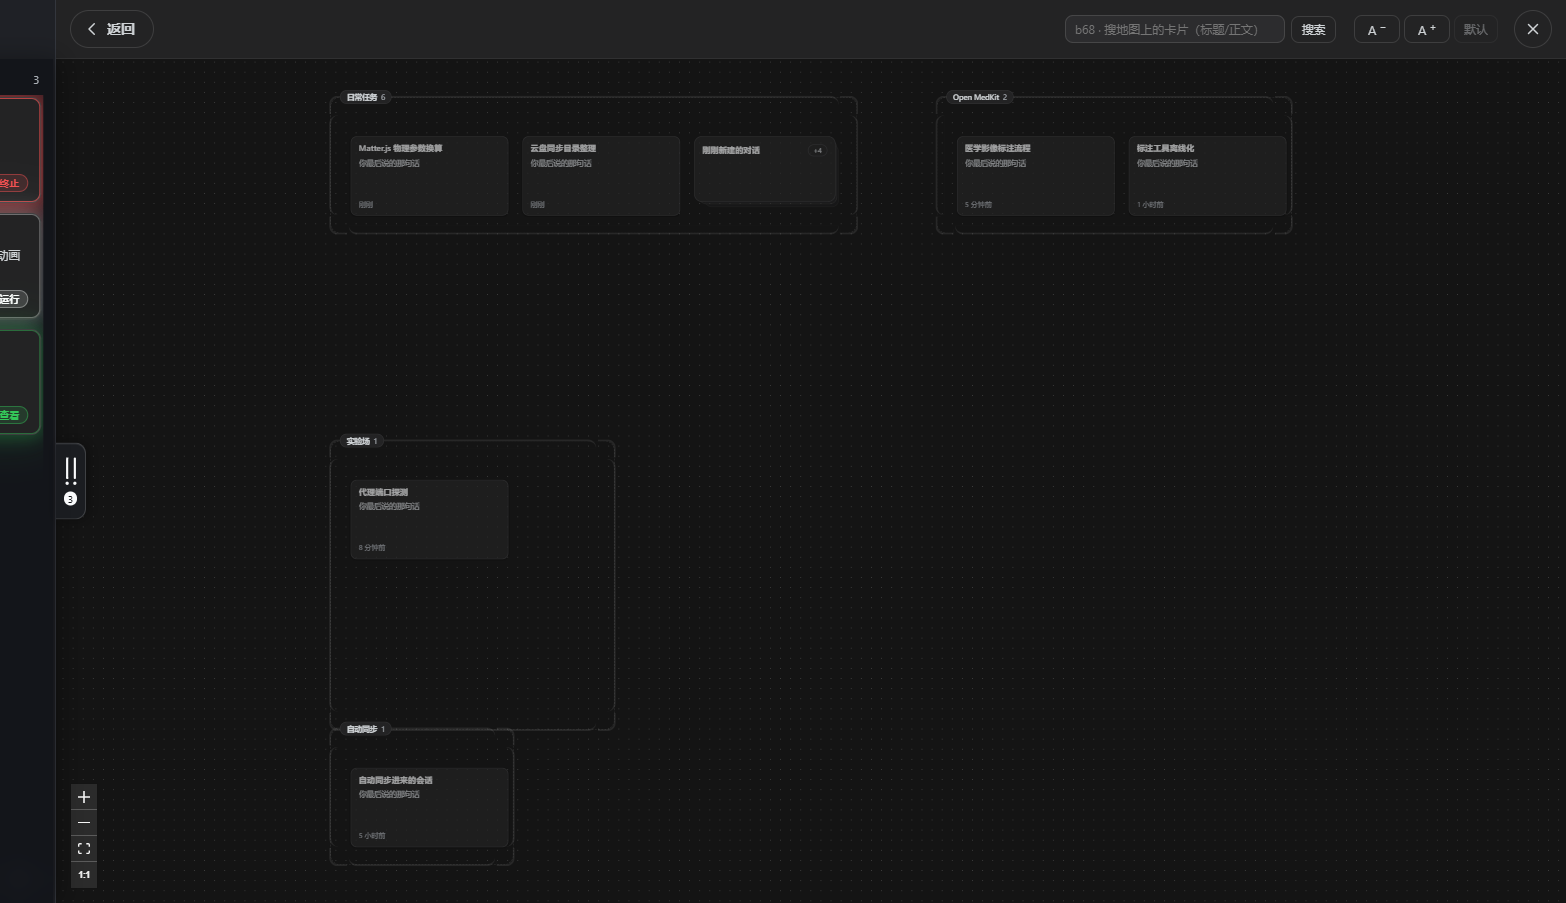 返回
b68 · 搜地图上的卡片（标题/正文）
搜索
A⁻
A⁺
默认
3
终止
动画
运行
查看
3
日常任务 6
Matter.js 物理参数换算
你最后说的那句话
刚刚
云盘同步目录整理
你最后说的那句话
刚刚
刚刚新建的对话
+4
Open MedKit 2
医学影像标注流程
你最后说的那句话
5 分钟前
标注工具离线化
你最后说的那句话
1 小时前
实验场 1
代理端口探测
你最后说的那句话
8 分钟前
自动同步 1
自动同步进来的会话
你最后说的那句话
5 小时前
1:1